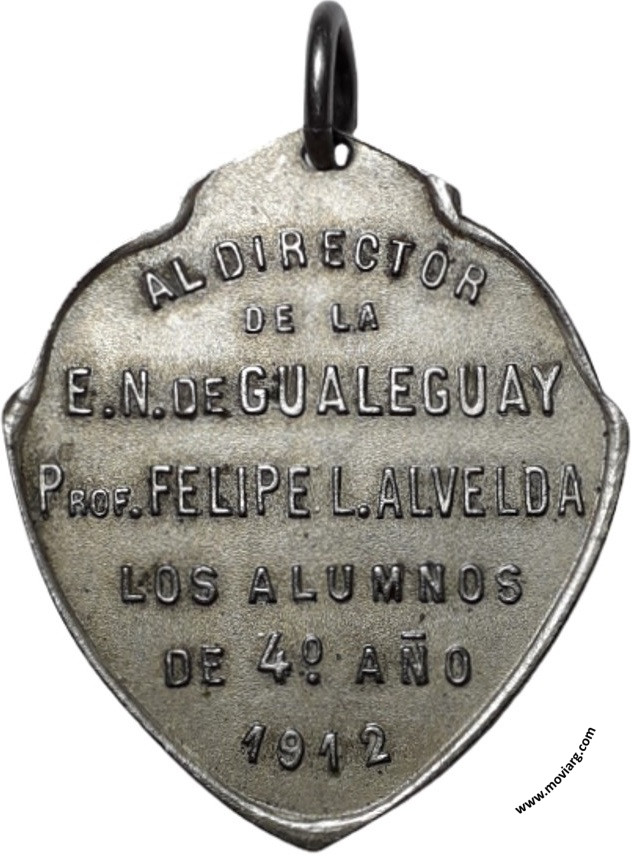 AL DIRECTOR
DE LA
E.N. DE GUALEGUAY
PROF. FELIPE L. ALVELDA
LOS ALUMNOS
DE 4º AÑO
1912
www.moviarg.com